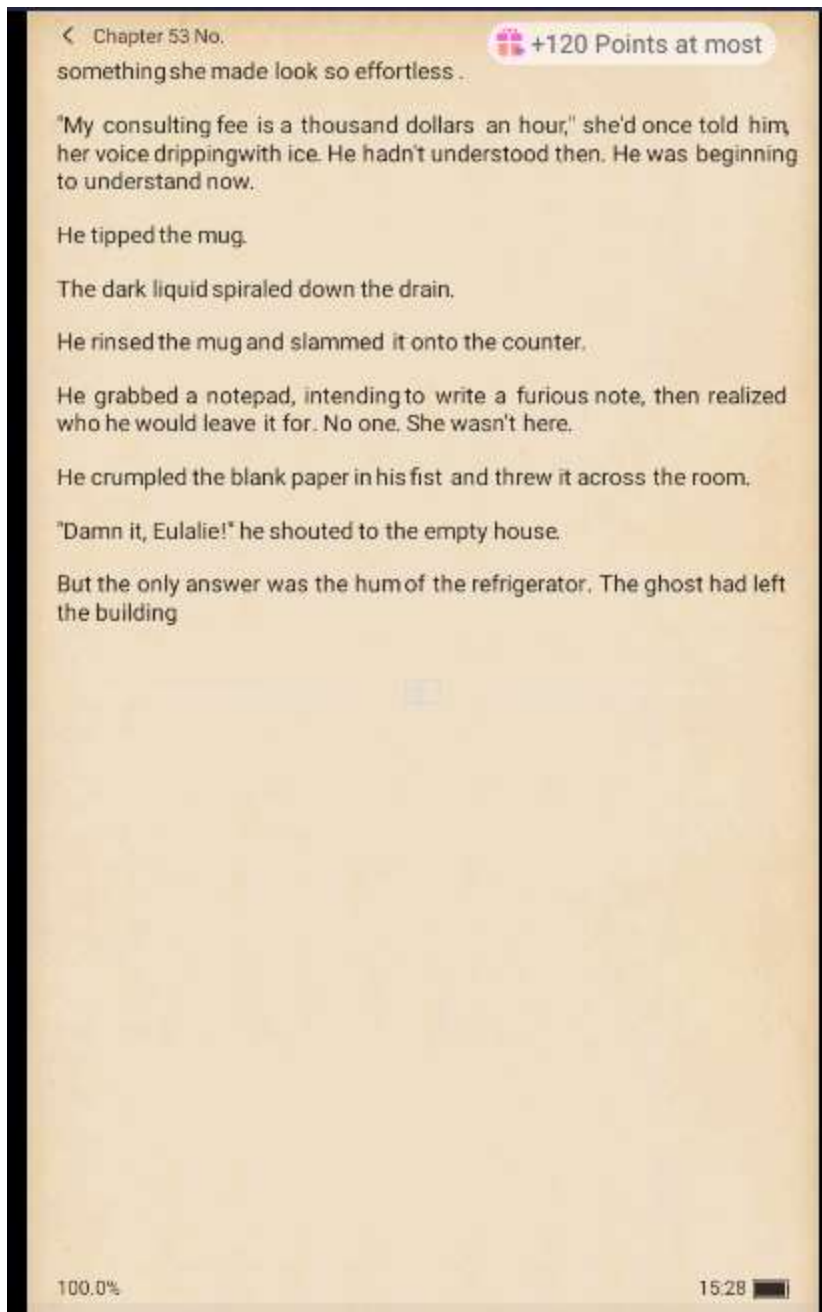 Chapter 53 No.
+120 Points at most
something she made look so effortless .
"My consulting fee is a thousand dollars an hour," she'd once told him,
her voice drippingwith ice. He hadn't understood then. He was beginning
to understand now.
He tipped the mug.
The dark liquid spiraled down the drain.
He rinsed the mug and slammed it onto the counter.
He grabbed a notepad, intending to write a furious note, then realized
who he would leave it for. No one. She wasn't here.
He crumpled the blank paper in his fist and threw it across the room.
"Damn it, Eulalie!" he shouted to the empty house.
But the only answer was the hum of the refrigerator. The ghost had left
the building
100.0%
15:28